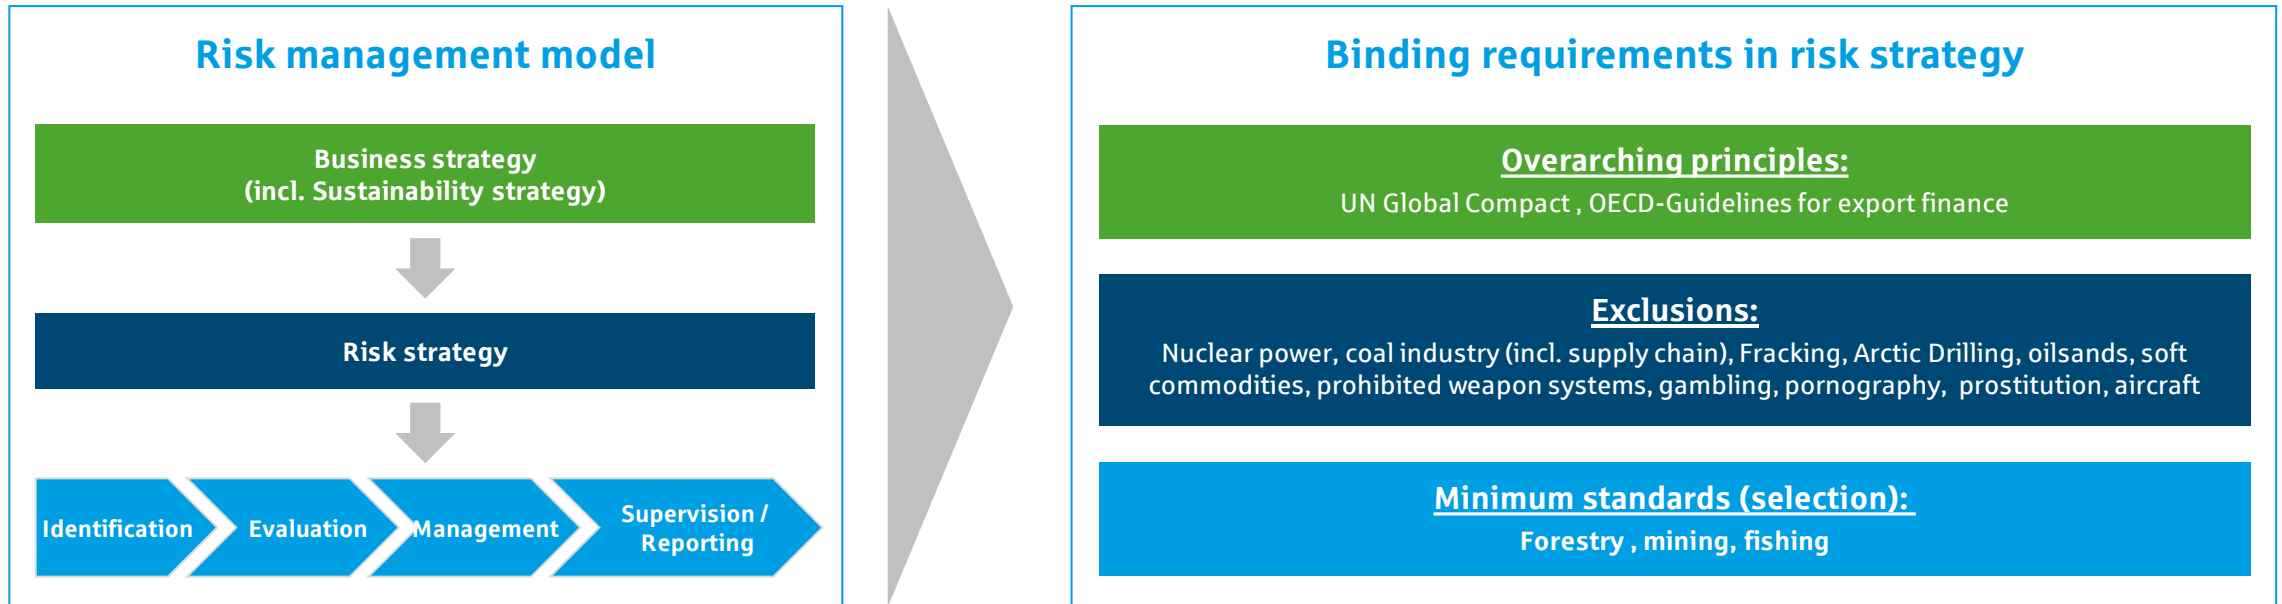 Risk management model
Business strategy
(incl. Sustainability strategy)
Risk strategy
Identification
Evaluation
Management
Supervision /
Reporting
Binding requirements in risk strategy
Overarching principles:
UN Global Compact , OECD-Guidelines for export finance
Exclusions:
Nuclear power, coal industry (incl. supply chain), Fracking, Arctic Drilling, oilsands, soft
commodities, prohibited weapon systems, gambling, pornography, prostitution, aircraft
Minimum standards (selection):
Forestry , mining, fishing